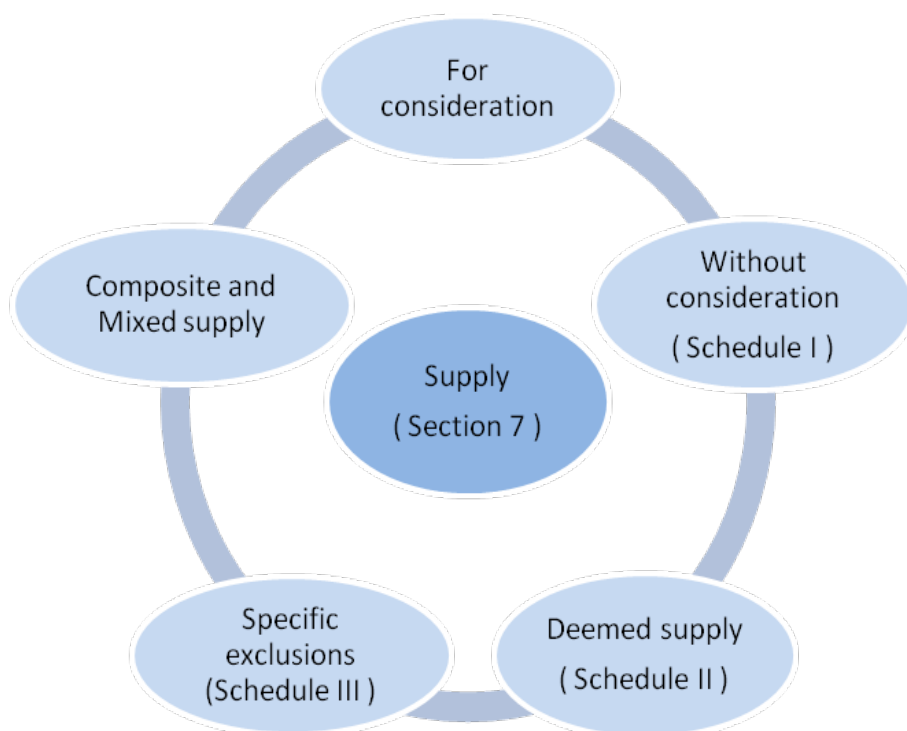 For
consideration
Without
consideration
( Schedule I )
Composite and
Mixed supply
Supply
( Section 7 )
Specific
exclusions
(Schedule III )
Deemed supply
( Schedule II )